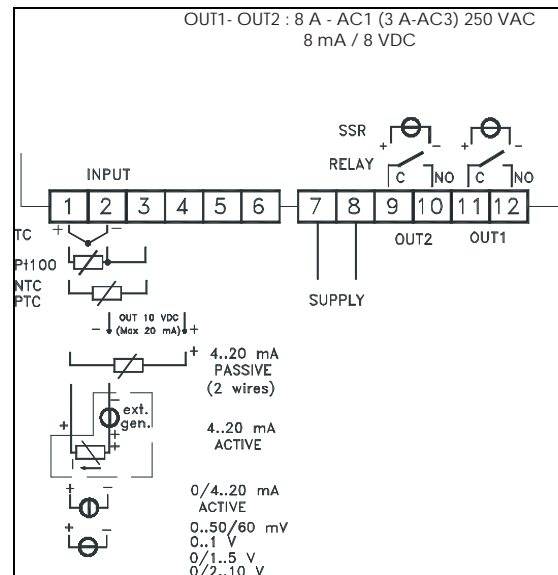 OUT1- OUT2 : 8 A - AC1 (3 A-AC3) 250 VAC
8 mA / 8 VDC
SSR
+ - + -
RELAY
C NO C NO
INPUT
1 2 3 4 5 6 7 8 9 10 11 12
OUT2 OUT1
SUPPLY
TC + -
Pt100
NTC
PTC
OUT 10 VDC
- (Max 20 mA) +
+ 4..20 mA
PASSIVE
(2 wires)
-
ext.
gen.
+ +
+
-
4..20 mA
ACTIVE
+ - 0/4..20 mA
ACTIVE
+ - 0..50/60 mV
0..1 V
0/1..5 V
0/2..10 V